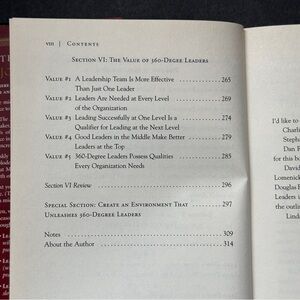 viii | Contents
Section VI: The Value of 360-Degree Leaders
Value #1 A Leadership Team Is More Effective
Than Just One Leader 265
Value #2 Leaders Are Needed at Every Level
of the Organization 269
Value #3 Leading Successfully at One Level Is a
Qualifier for Leading at the Next Level 274
Value #4 Good Leaders in the Middle Make Better
Leaders at the Top 279
Value #5 360-Degree Leaders Possess Qualities
Every Organization Needs 285
Section VI Review 296
Special Section: Create an Environment That
Unleashes 360-Degree Leaders 297
Notes 309
About the Author 314
I'd like to
Charli
Steph
Dan
for this
David
Lomenick
Douglas
Leaders i
the outlin
Linda